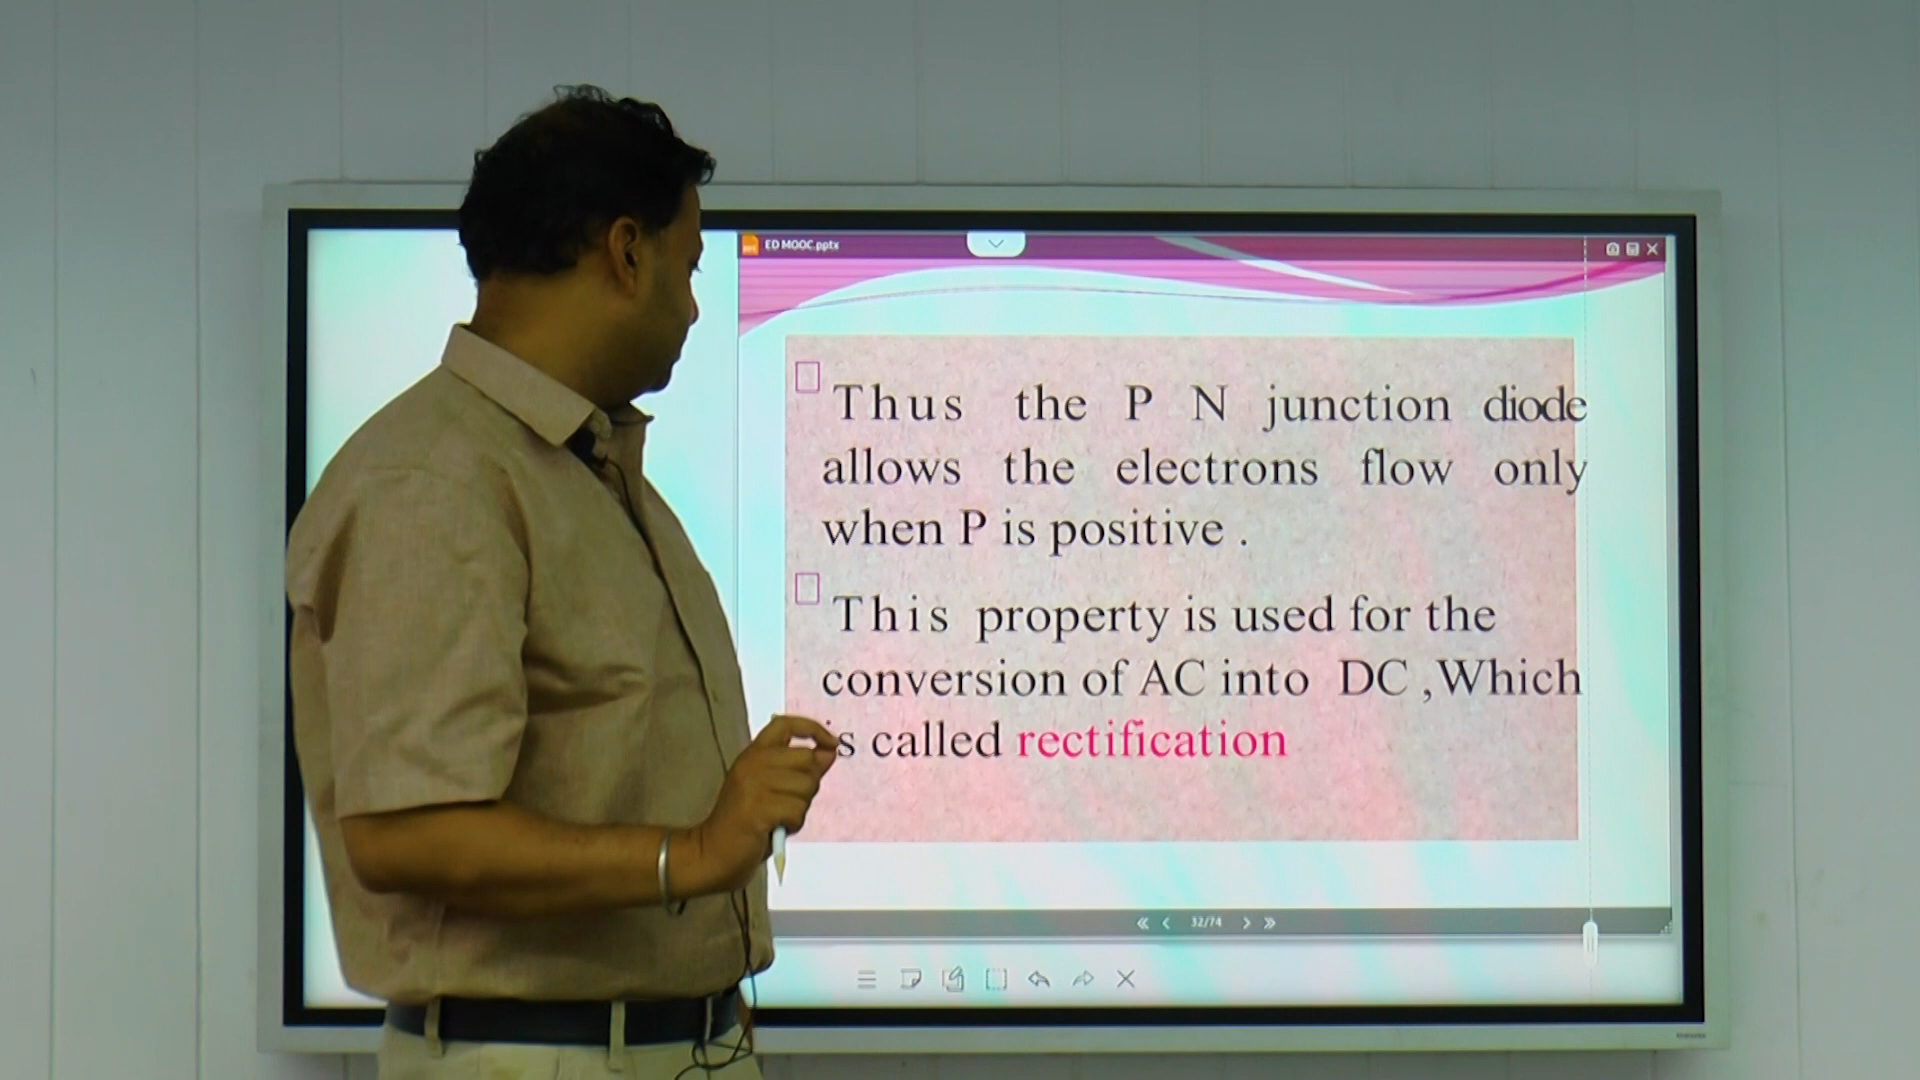 ED MOOC.pptx
Thus the P N junction diode
allows the electrons flow only
when P is positive .
This property is used for the
conversion of AC into DC ,Which
is called rectification
32/74